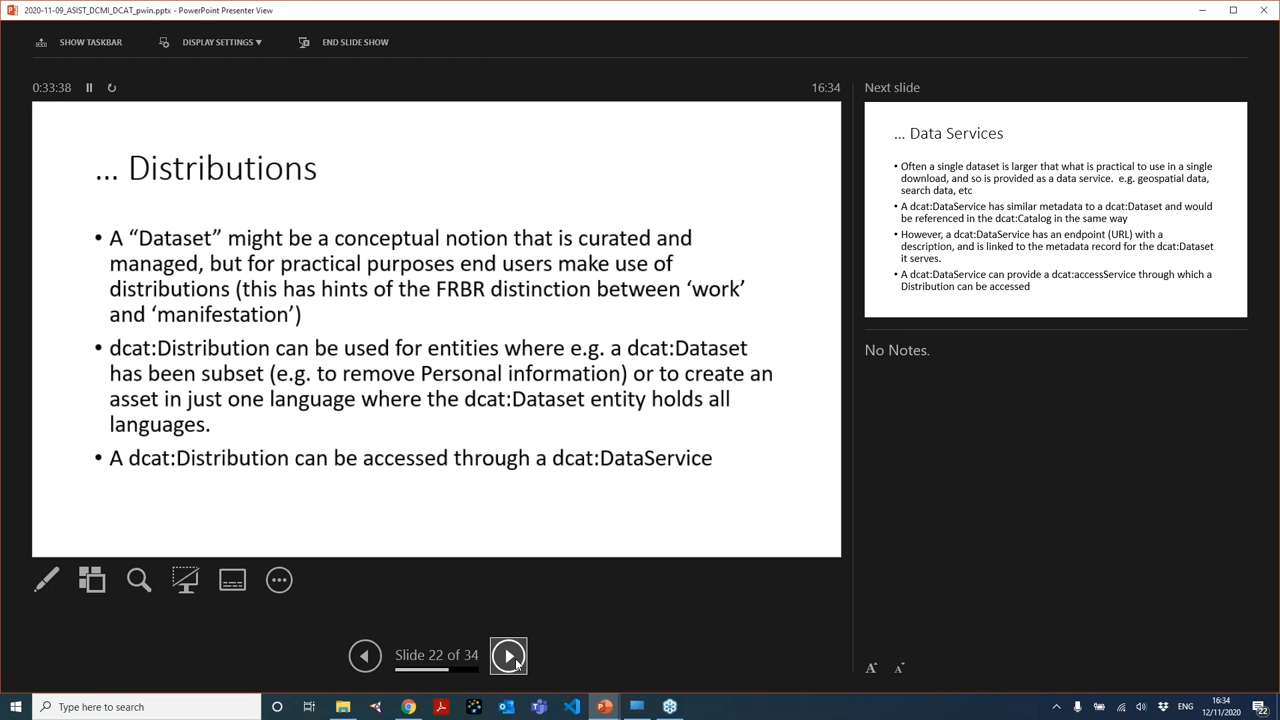 2020-11-09_ASIST_DCMI_DCAT_pwin.pptx - PowerPoint Presenter View
SHOW TASKBAR
DISPLAY SETTINGS ▼
END SLIDE SHOW
0:33:38
16:34
... Distributions
• A “Dataset” might be a conceptual notion that is curated and
managed, but for practical purposes end users make use of
distributions (this has hints of the FRBR distinction between ‘work’
and ‘manifestation’)
• dcat:Distribution can be used for entities where e.g. a dcat:Dataset
has been subset (e.g. to remove Personal information) or to create an
asset in just one language where the dcat:Dataset entity holds all
languages.
• A dcat:Distribution can be accessed through a dcat:DataService
Slide 22 of 34
Next slide
... Data Services
• Often a single dataset is larger that what is practical to use in a single
download, and so is provided as a data service. e.g. geospatial data,
search data, etc
• A dcat:DataService has similar metadata to a dcat:Dataset and would
be referenced in the dcat:Catalog in the same way
• However, a dcat:DataService has an endpoint (URL) with a
description, and is linked to the metadata record for the dcat:Dataset
it serves.
• A dcat:DataService can provide a dcat:accessService through which a
Distribution can be accessed
No Notes.
A A
Type here to search
ENG
16:34
12/11/2020
22